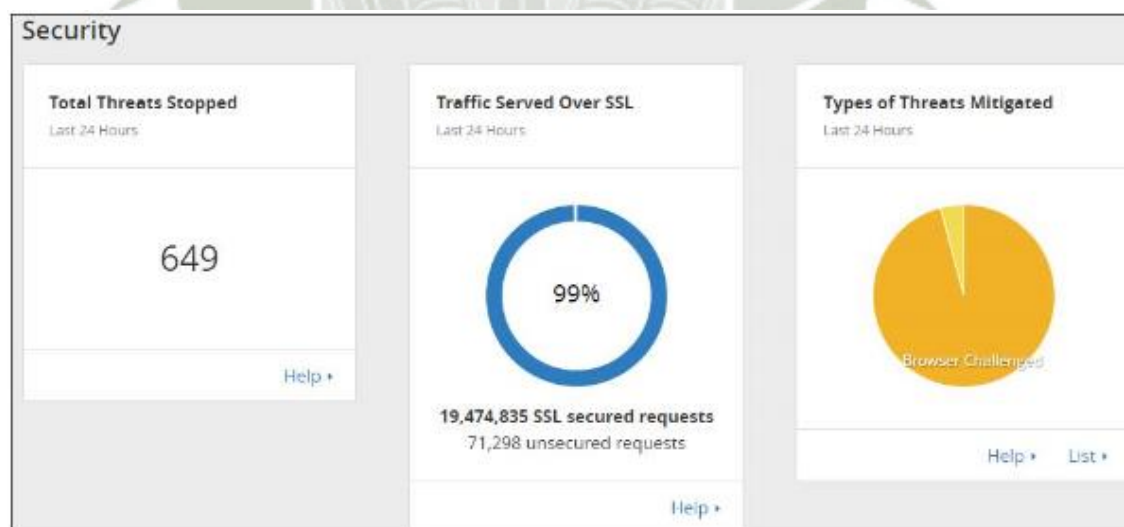 Security
Total Threats Stopped
Last 24 Hours
649
Help
Traffic Served Over SSL
Last 24 Hours
99%
19,474,835 SSL secured requests
71,298 unsecured requests
Help
Types of Threats Mitigated
Last 24 Hours
Browser Challenged
Help List